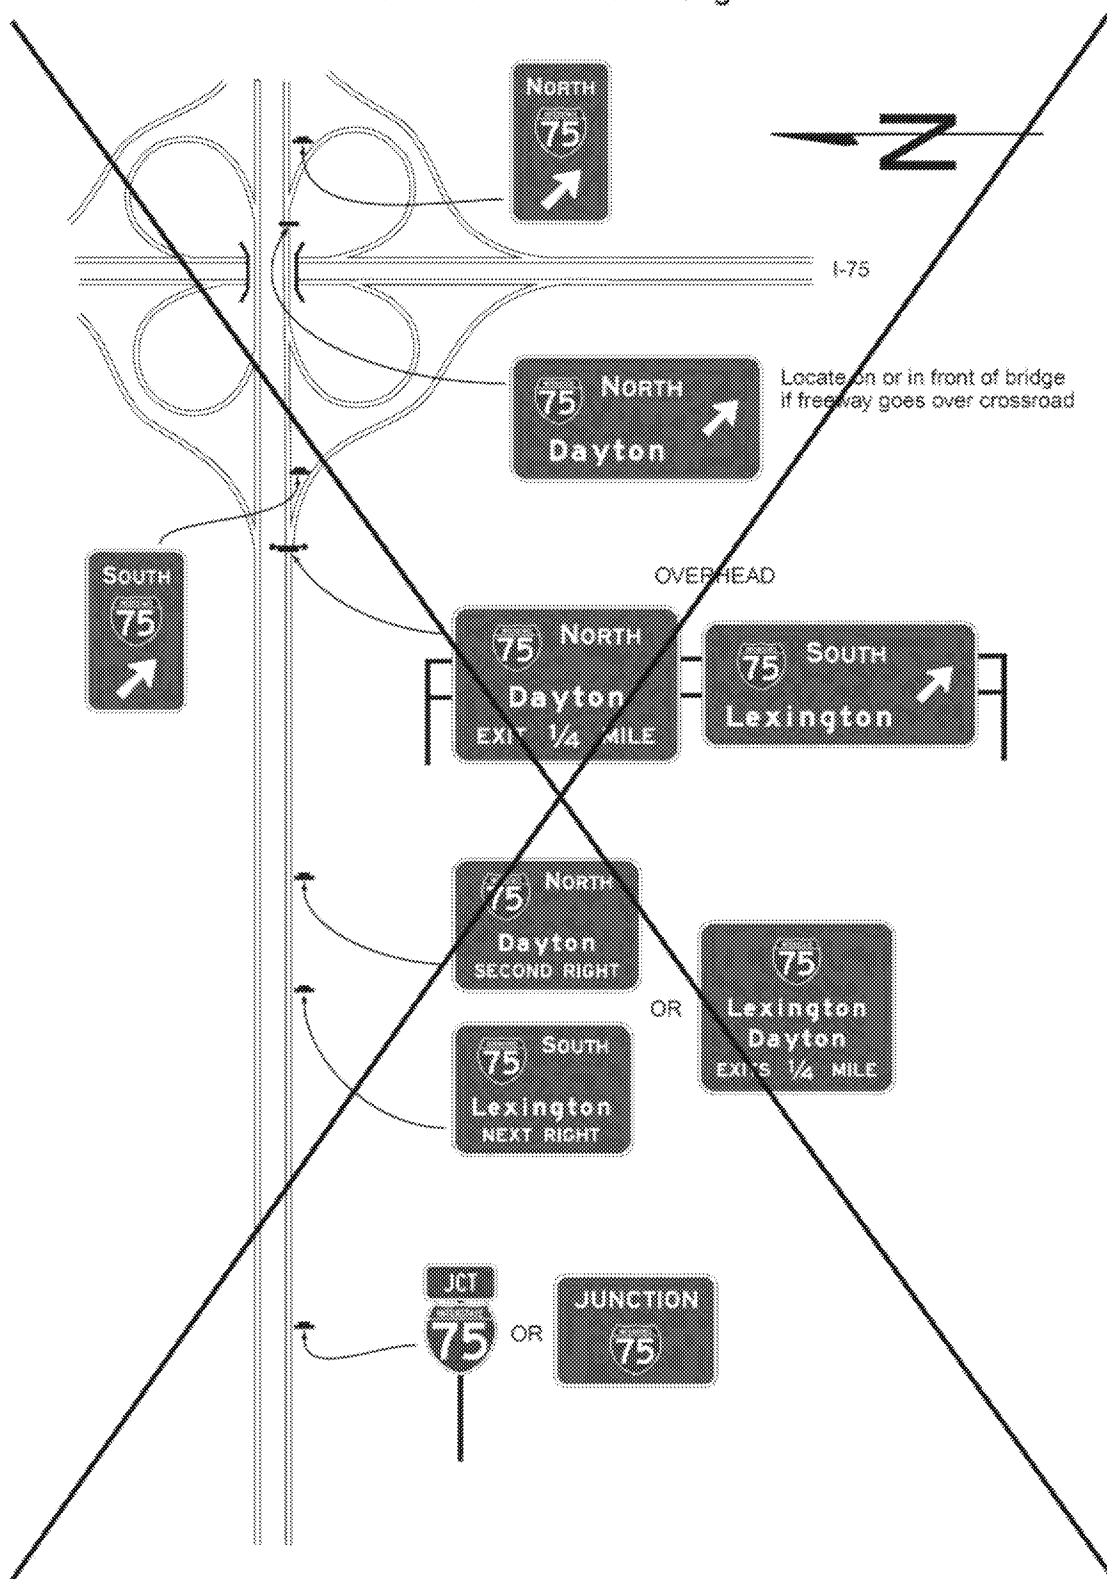 NORTH
75
N
I-75
75 NORTH
Dayton
Locate on or in front of bridge
if freeway goes over crossroad
SOUTH
75
OVERHEAD
75 NORTH
Dayton
EXIT 1/4 MILE
75 SOUTH
Lexington
75 NORTH
Dayton
SECOND RIGHT
OR
75
Lexington
Dayton
EXITS 1/4 MILE
75 SOUTH
Lexington
NEXT RIGHT
JCT
75
OR
JUNCTION
75